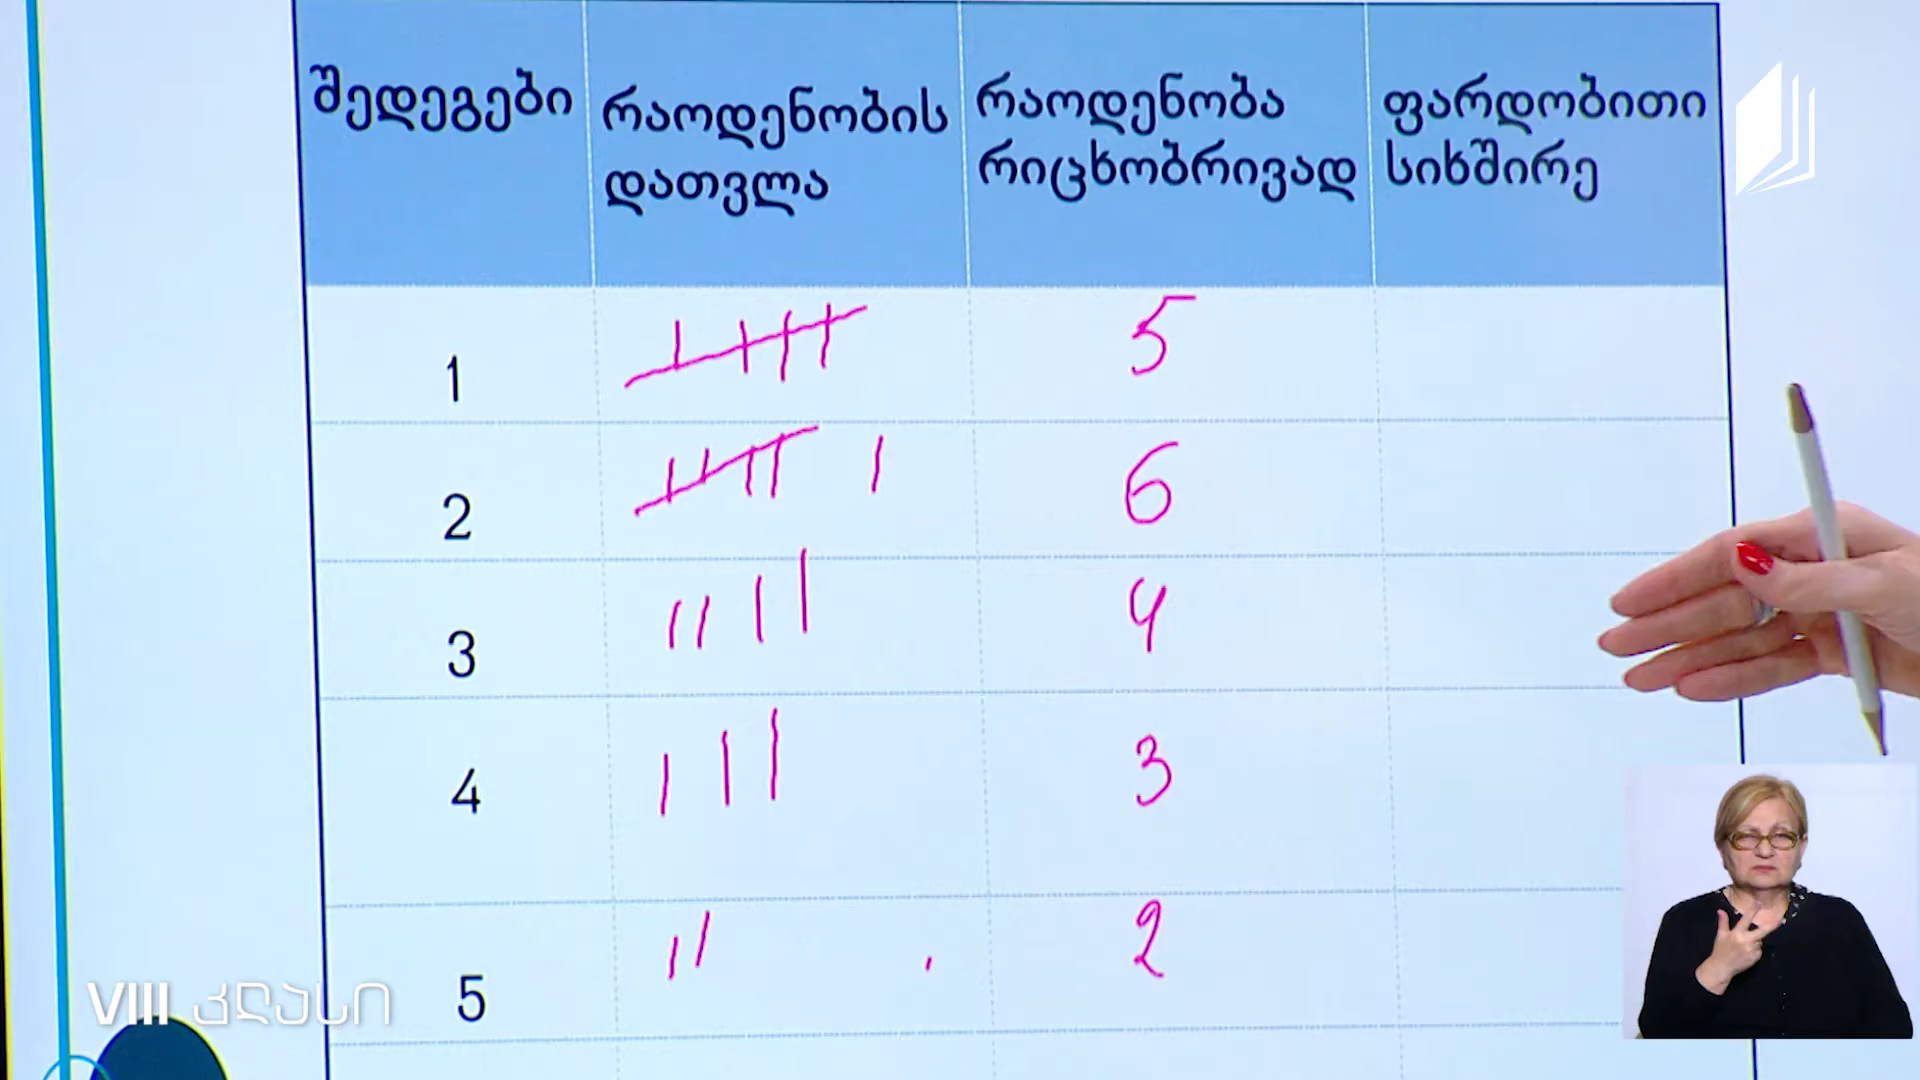 შედეგები
რაოდენობის
დათვლა
რაოდენობა
რიცხობრივად
ფარდობითი
სიხშირე
1 5
2 6
3 4
4 3
5 2
VIII კლასი